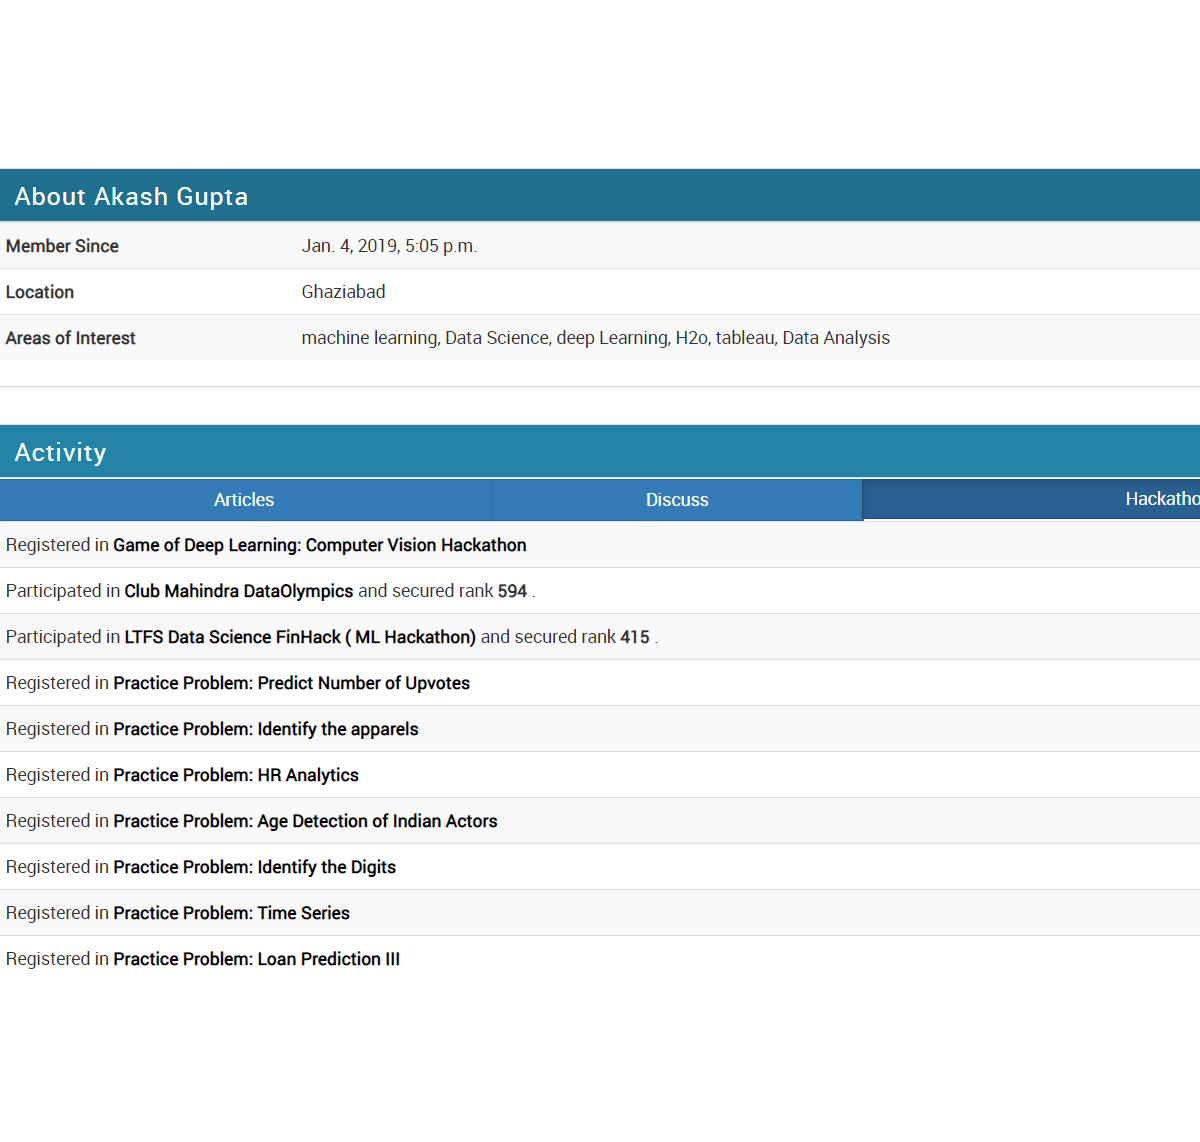 About Akash Gupta
Member Since Jan. 4, 2019, 5:05 p.m.
Location Ghaziabad
Areas of Interest machine learning, Data Science, deep Learning, H2o, tableau, Data Analysis
Activity
Articles Discuss Hackatho
Registered in Game of Deep Learning: Computer Vision Hackathon
Participated in Club Mahindra DataOlympics and secured rank 594 .
Participated in LTFS Data Science FinHack ( ML Hackathon) and secured rank 415 .
Registered in Practice Problem: Predict Number of Upvotes
Registered in Practice Problem: Identify the apparels
Registered in Practice Problem: HR Analytics
Registered in Practice Problem: Age Detection of Indian Actors
Registered in Practice Problem: Identify the Digits
Registered in Practice Problem: Time Series
Registered in Practice Problem: Loan Prediction III